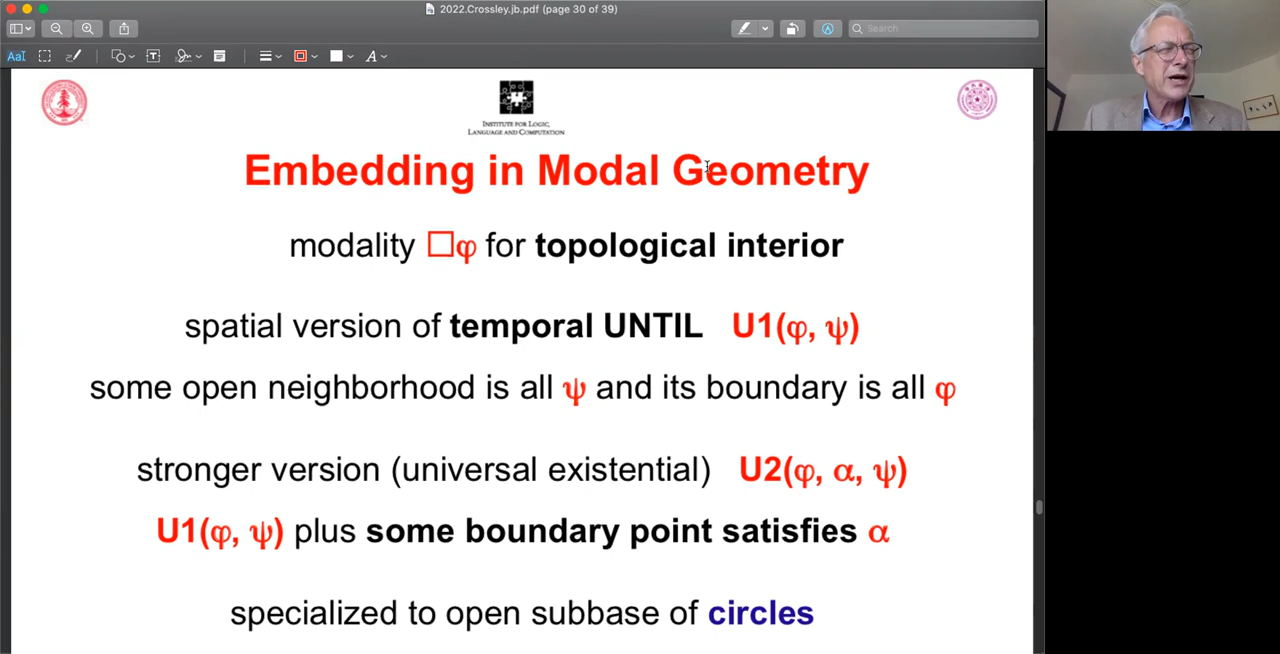 2022.Crossley.jb.pdf (page 30 of 39)
Search
AaI
A
INSTITUTE FOR LOGIC,
LANGUAGE AND COMPUTATION
Embedding in Modal Geometry
modality □φ for topological interior
spatial version of temporal UNTIL U1(φ, ψ)
some open neighborhood is all ψ and its boundary is all φ
stronger version (universal existential) U2(φ, α, ψ)
U1(φ, ψ) plus some boundary point satisfies α
specialized to open subbase of circles